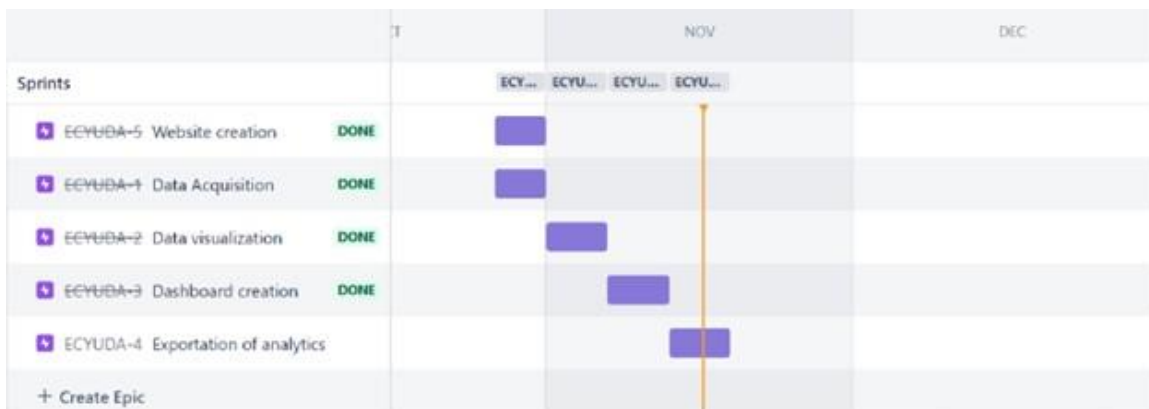 NOV DEC
Sprints ECY... ECYU... ECYU... ECYU...
ECYUDA-5 Website creation DONE
ECYUDA-1 Data Acquisition DONE
ECYUDA-2 Data visualization DONE
ECYUDA-3 Dashboard creation DONE
ECYUDA-4 Exportation of analytics
+ Create Epic